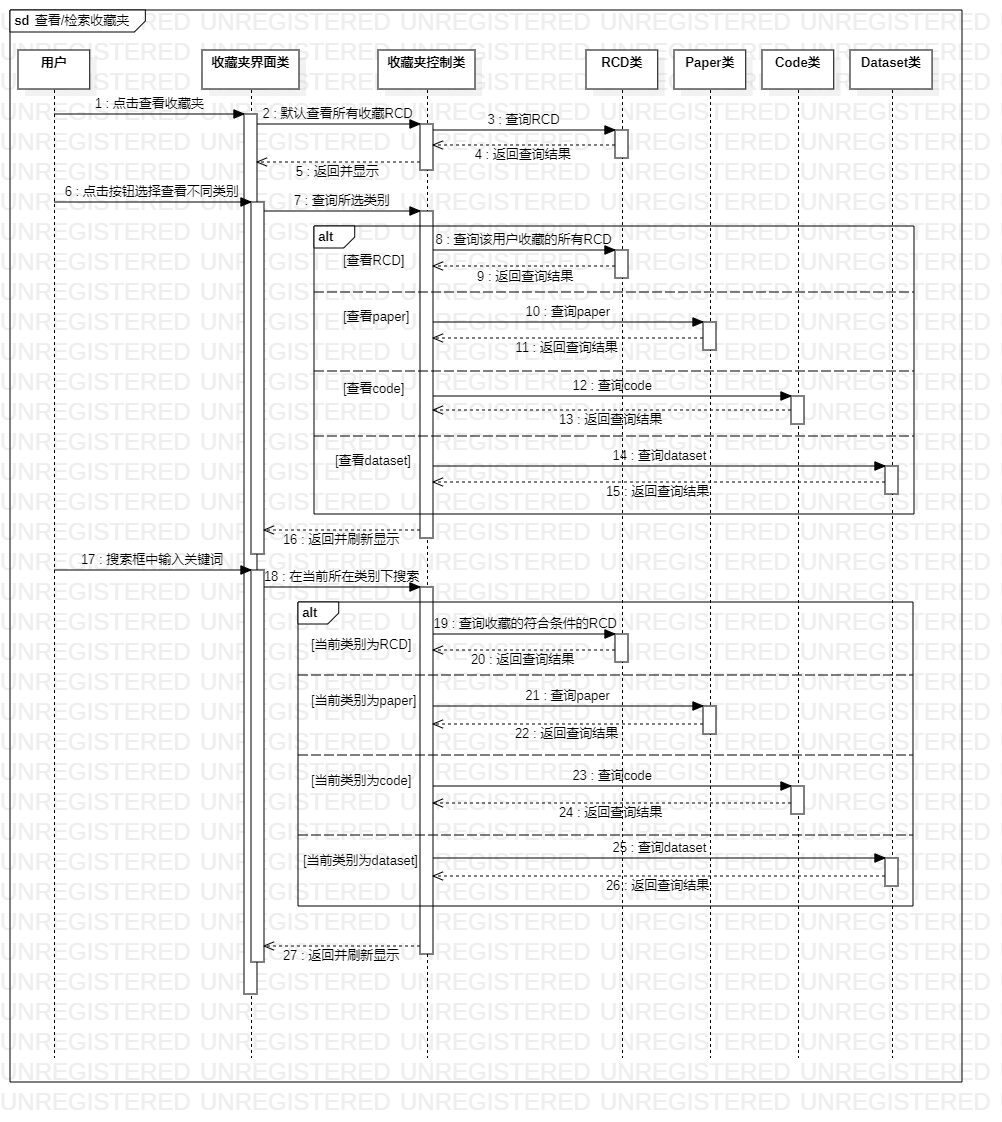 sd 查看/检索收藏夹
用户
收藏夹界面类
收藏夹控制类
RCD类
Paper类
Code类
Dataset类
1 : 点击查看收藏夹
2 : 默认查看所有收藏RCD
3 : 查询RCD
4 : 返回查询结果
5 : 返回并显示
6 : 点击按钮选择查看不同类别
7 : 查询所选类别
alt
8 : 查询该用户收藏的所有RCD
[查看RCD]
9 : 返回查询结果
10 : 查询paper
[查看paper]
11 : 返回查询结果
12 : 查询code
[查看code]
13 : 返回查询结果
14 : 查询dataset
[查看dataset]
15 : 返回查询结果
16 : 返回并刷新显示
17 : 搜索框中输入关键词
18 : 在当前所在类别下搜索
alt
19 : 查询收藏的符合条件的RCD
[当前类别为RCD]
20 : 返回查询结果
21 : 查询paper
[当前类别为paper]
22 : 返回查询结果
23 : 查询code
[当前类别为code]
24 : 返回查询结果
25 : 查询dataset
[当前类别为dataset]
26 : 返回查询结果
27 : 返回并刷新显示
UNREGISTERED UNREGISTERED UNREGISTERED UNREGISTERED UNREGISTERED